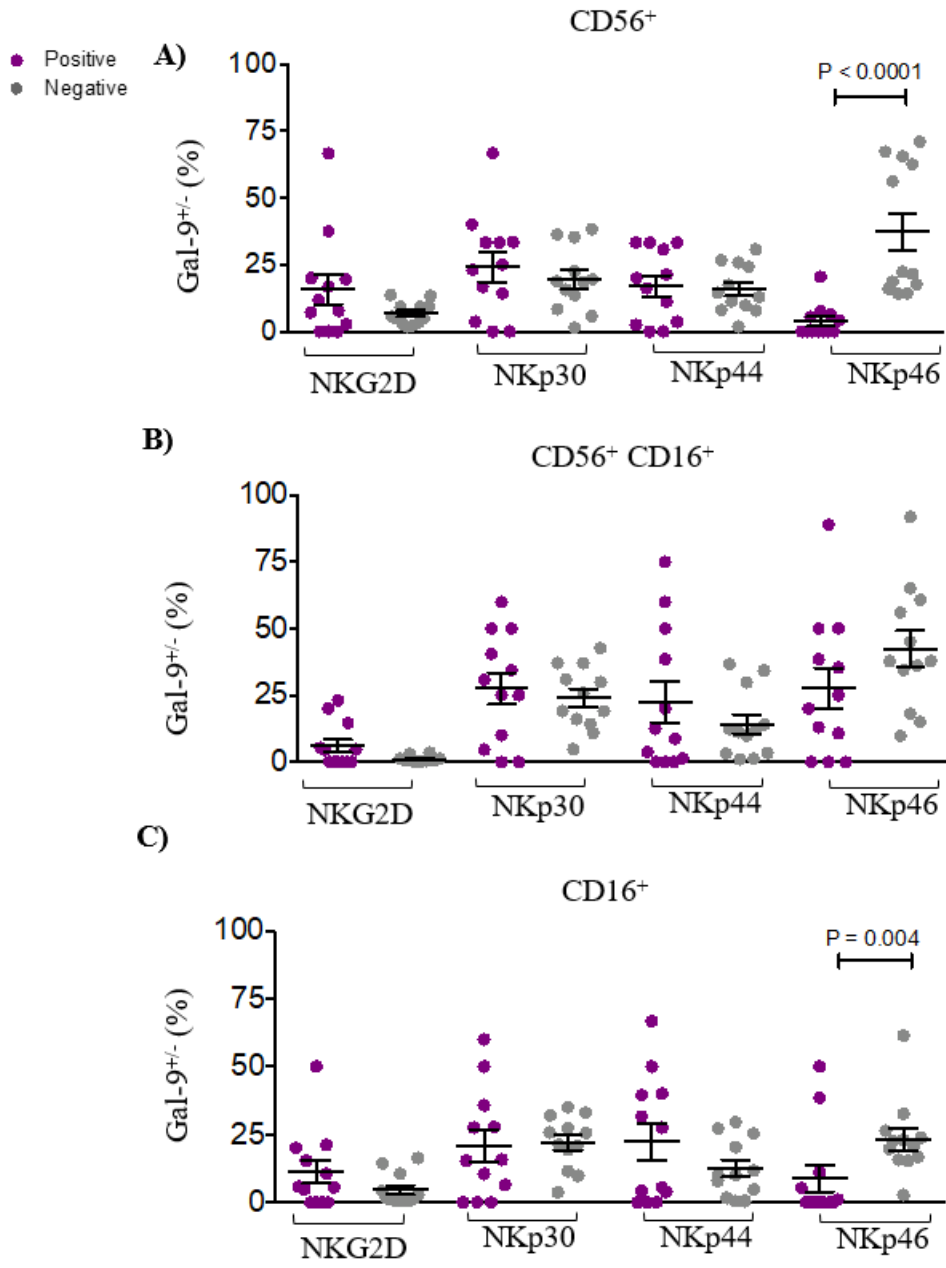 CD56⁺
Positive
Negative
A)
P < 0.0001
100
75
50
25
0
Gal-9⁺/⁻ (%)
NKG2D NKp30 NKp44 NKp46
B)
CD56⁺ CD16⁺
100
75
50
25
0
Gal-9⁺/⁻ (%)
NKG2D NKp30 NKp44 NKp46
C)
CD16⁺
P = 0.004
100
75
50
25
0
Gal-9⁺/⁻ (%)
NKG2D NKp30 NKp44 NKp46